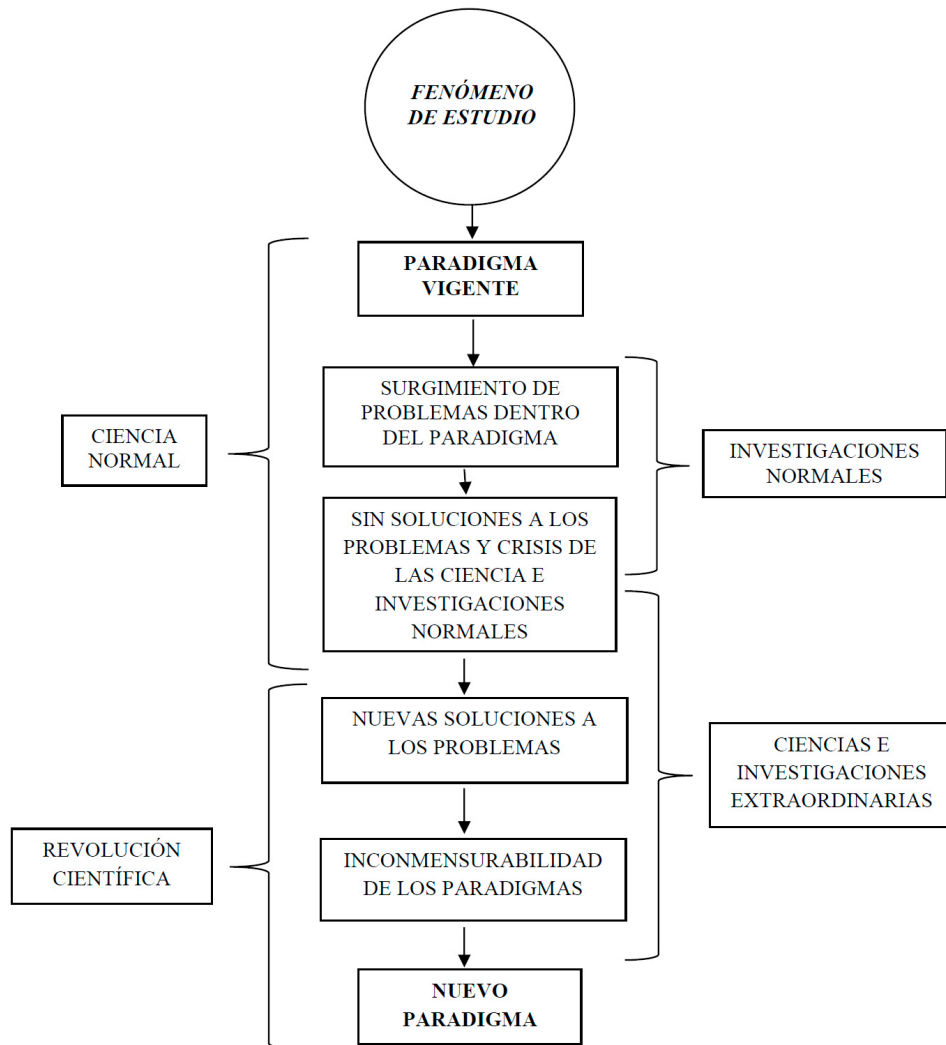 FENÓMENO
DE ESTUDIO
PARADIGMA
VIGENTE
SURGIMIENTO DE
PROBLEMAS DENTRO
DEL PARADIGMA
CIENCIA
NORMAL
INVESTIGACIONES
NORMALES
SIN SOLUCIONES A LOS
PROBLEMAS Y CRISIS DE
LAS CIENCIA E
INVESTIGACIONES
NORMALES
NUEVAS SOLUCIONES A
LOS PROBLEMAS
CIENCIAS E
INVESTIGACIONES
EXTRAORDINARIAS
REVOLUCIÓN
CIENTÍFICA
INCONMENSURABILIDAD
DE LOS PARADIGMAS
NUEVO
PARADIGMA